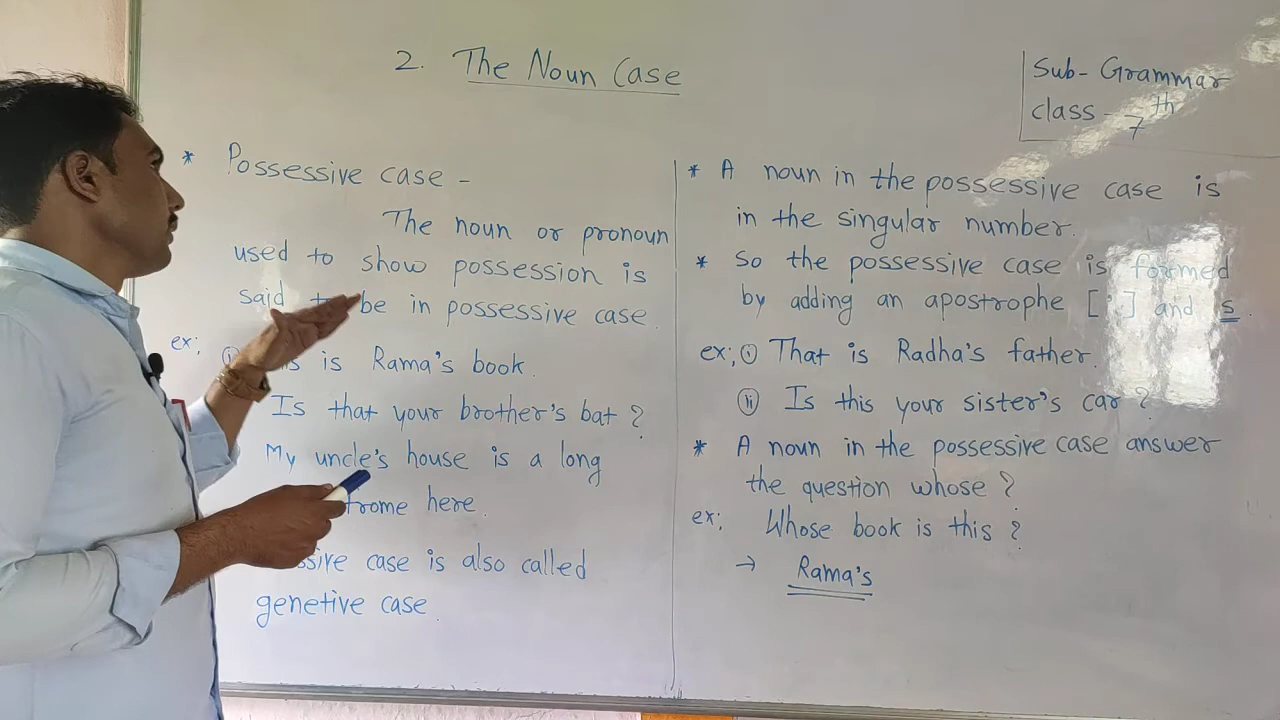 2. The Noun Case
Sub- Grammar
class- 7th
* Possessive case -
The noun or pronoun
used to show possession is
said to be in possessive case.
ex; (i) is Rama's book.
Is that your brother's bat ?
My uncle's house is a long
frome here.
case is also called
genetive case.
* A noun in the possessive case is
in the singular number.
* So the possessive case is formed
by adding an apostrophe ['] and s.
ex; (i) That is Radha's father.
(ii) Is this your sister's car ?
* A noun in the possessive case answer
the question whose ?
ex; Whose book is this ?
→ Rama's